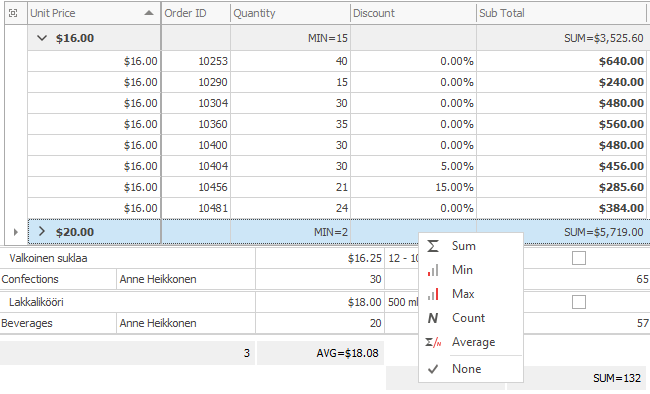 Unit Price Order ID Quantity Discount Sub Total
$16.00 MIN=15 SUM=$3,525.60
$16.00 10253 40 0.00% $640.00
$16.00 10290 15 0.00% $240.00
$16.00 10304 30 0.00% $480.00
$16.00 10360 35 0.00% $560.00
$16.00 10400 30 0.00% $480.00
$16.00 10404 30 5.00% $456.00
$16.00 10456 21 15.00% $285.60
$16.00 10481 24 0.00% $384.00
$20.00 MIN=2 SUM=$5,719.00
Valkoinen suklaa $16.25 12 - 10
Confections Anne Heikkonen 30 65
Lakkalikööri $18.00 500 ml
Beverages Anne Heikkonen 20 57
3 AVG=$18.08
SUM=132
Sum
Min
Max
N Count
Σ/N Average
None